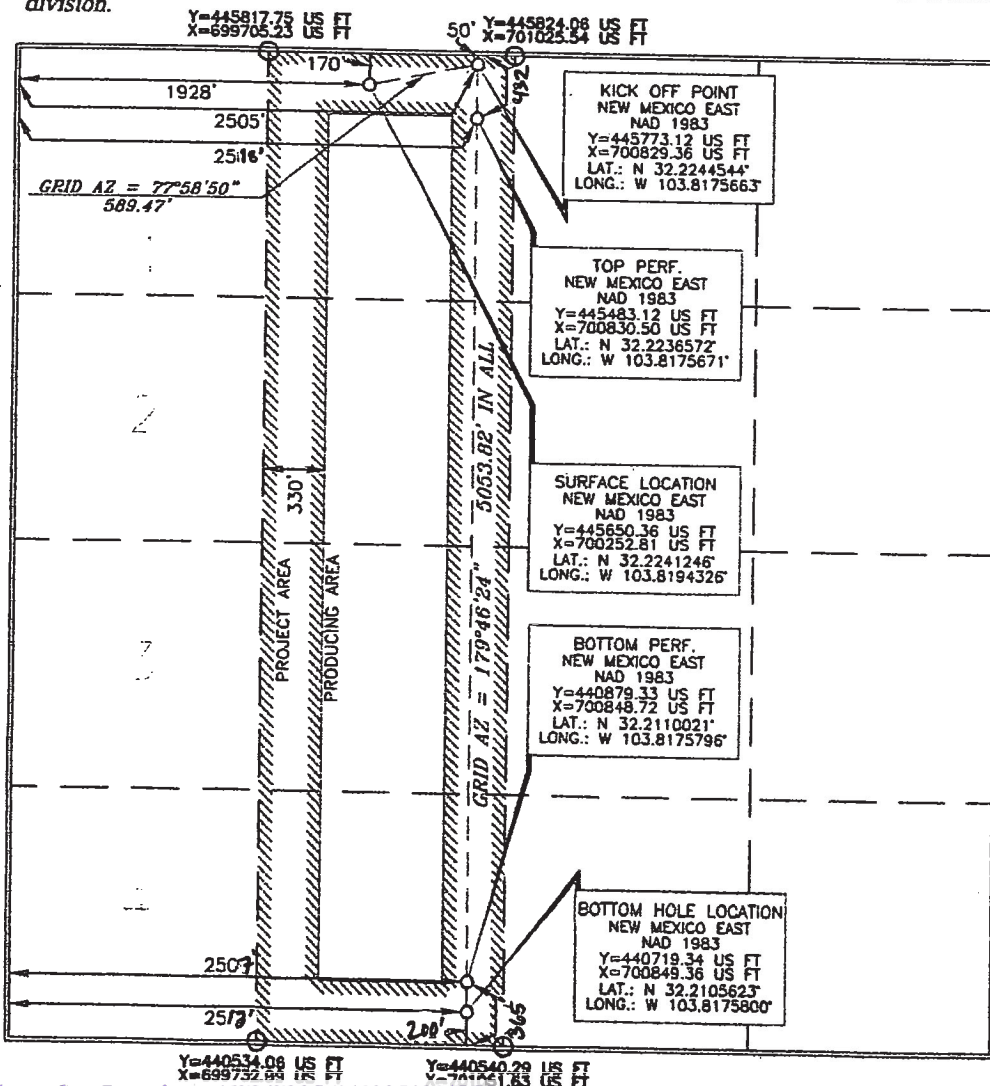 division.
Y=445817.75 US FT
X=699705.23 US FT
50'
Y=445824.06 US FT
X=701025.54 US FT
170'
1928'
2505'
432
GRID AZ = 77°58'50"
589.47'
KICK OFF POINT
NEW MEXICO EAST
NAD 1983
Y=445773.12 US FT
X=700829.36 US FT
LAT.: N 32.2244544°
LONG.: W 103.8175663°
1
TOP PERF.
NEW MEXICO EAST
NAD 1983
Y=445483.12 US FT
X=700830.50 US FT
LAT.: N 32.2236572°
LONG.: W 103.8175671°
2
330'
PROJECT AREA
PRODUCING AREA
GRID AZ = 179°46'24" 5053.82' IN ALL
SURFACE LOCATION
NEW MEXICO EAST
NAD 1983
Y=445650.36 US FT
X=700252.81 US FT
LAT.: N 32.2241246°
LONG.: W 103.8194326°
3
BOTTOM PERF.
NEW MEXICO EAST
NAD 1983
Y=440879.33 US FT
X=700848.72 US FT
LAT.: N 32.2110021°
LONG.: W 103.8175796°
BOTTOM HOLE LOCATION
NEW MEXICO EAST
NAD 1983
Y=440719.34 US FT
X=700849.36 US FT
LAT.: N 32.2105623°
LONG.: W 103.8175800°
2507'
2512'
200'
365
Y=440534.06 US FT
Y=440540.29 US FT